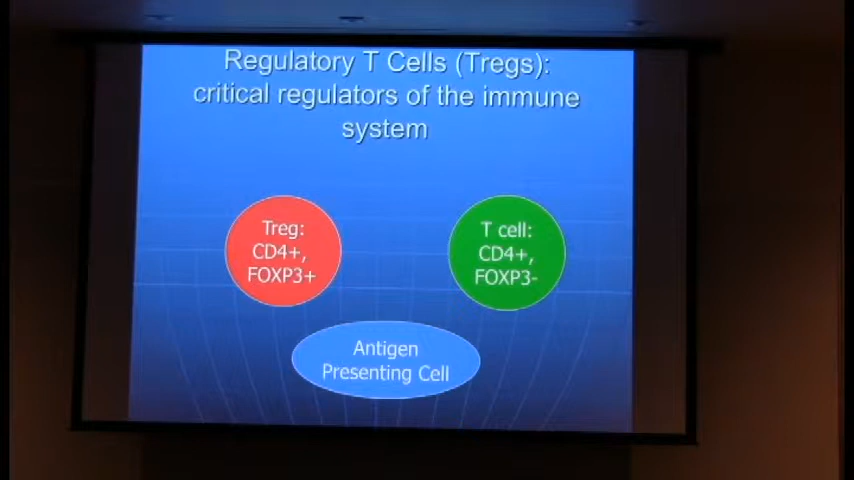 Regulatory T Cells (Tregs):
critical regulators of the immune
system
Treg:
CD4+,
FOXP3+
T cell:
CD4+,
FOXP3-
Antigen
Presenting Cell